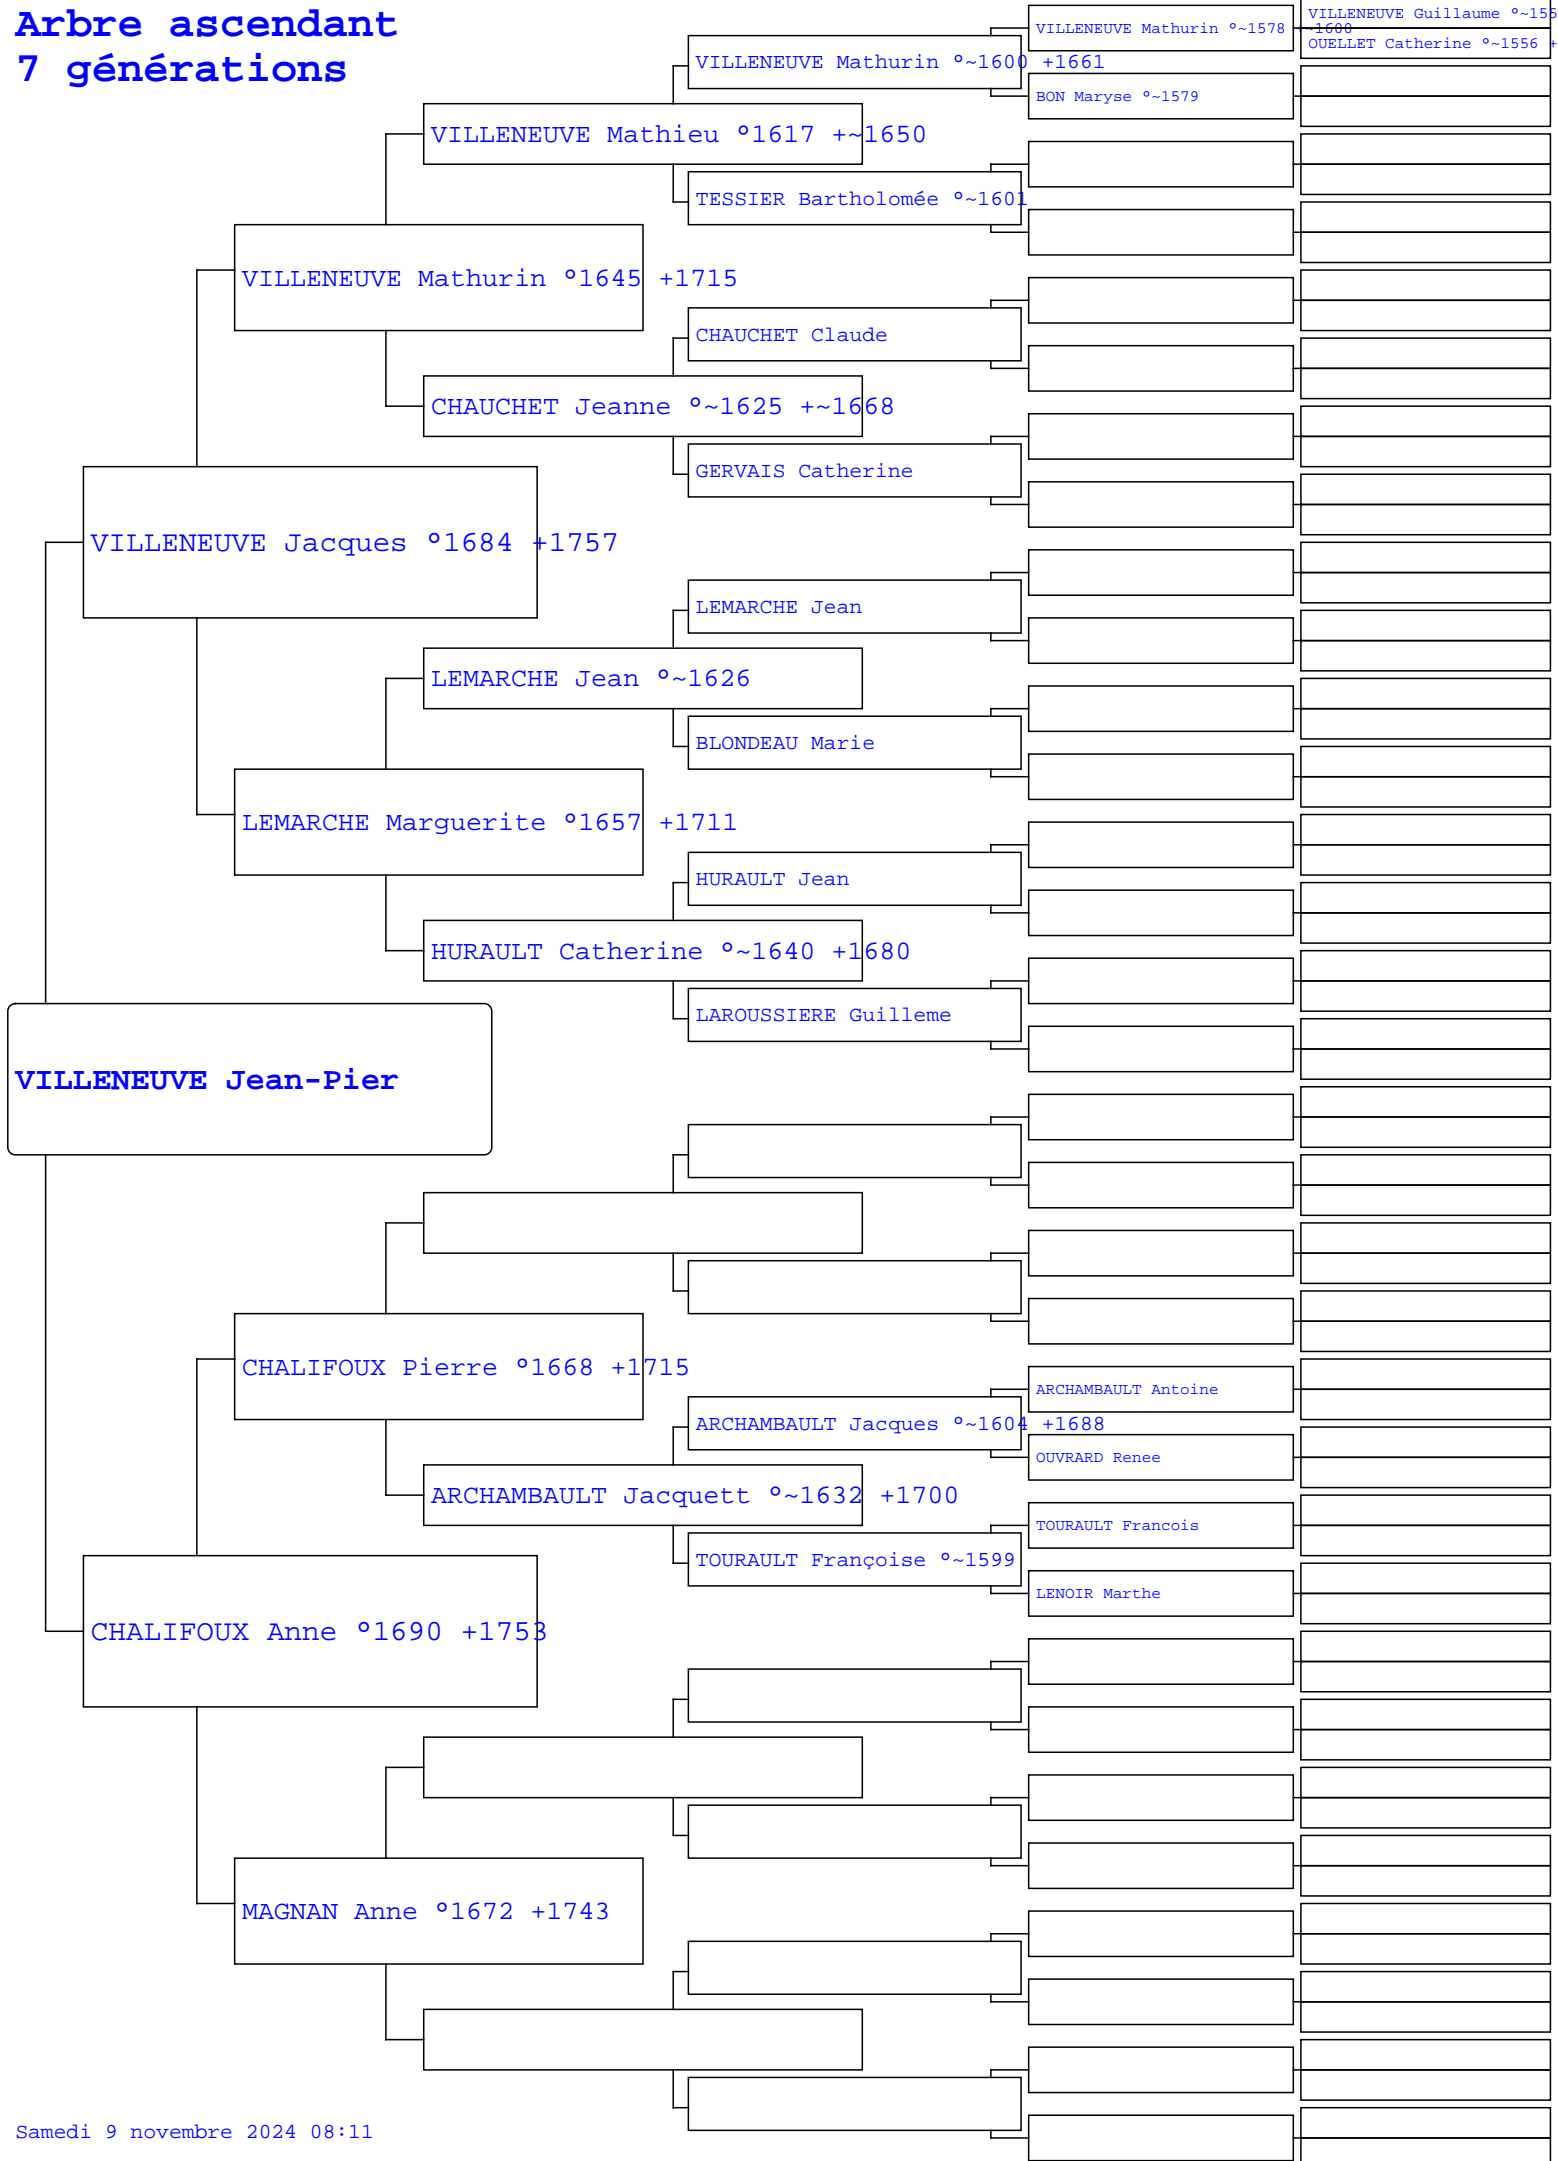 Arbre ascendant
7 générations
VILLENEUVE Guillaume °~155
VILLENEUVE Mathurin °~1578 +~1600
OUELLET Catherine °~1556 +
VILLENEUVE Mathurin °~1600 +1661
BON Maryse °~1579
VILLENEUVE Mathieu °1617 +~1650
TESSIER Bartholomée °~1601
VILLENEUVE Mathurin °1645 +1715
CHAUCHET Claude
CHAUCHET Jeanne °~1625 +~1668
GERVAIS Catherine
VILLENEUVE Jacques °1684 +1757
LEMARCHE Jean
LEMARCHE Jean °~1626
BLONDEAU Marie
LEMARCHE Marguerite °1657 +1711
HURAULT Jean
HURAULT Catherine °~1640 +1680
LAROUSSIERE Guilleme
VILLENEUVE Jean-Pier
CHALIFOUX Pierre °1668 +1715
ARCHAMBAULT Antoine
ARCHAMBAULT Jacques °~1604 +1688
OUVRARD Renee
ARCHAMBAULT Jacquett °~1632 +1700
TOURAULT Francois
TOURAULT Françoise °~1599
LENOIR Marthe
CHALIFOUX Anne °1690 +1753
MAGNAN Anne °1672 +1743
Samedi 9 novembre 2024 08:11